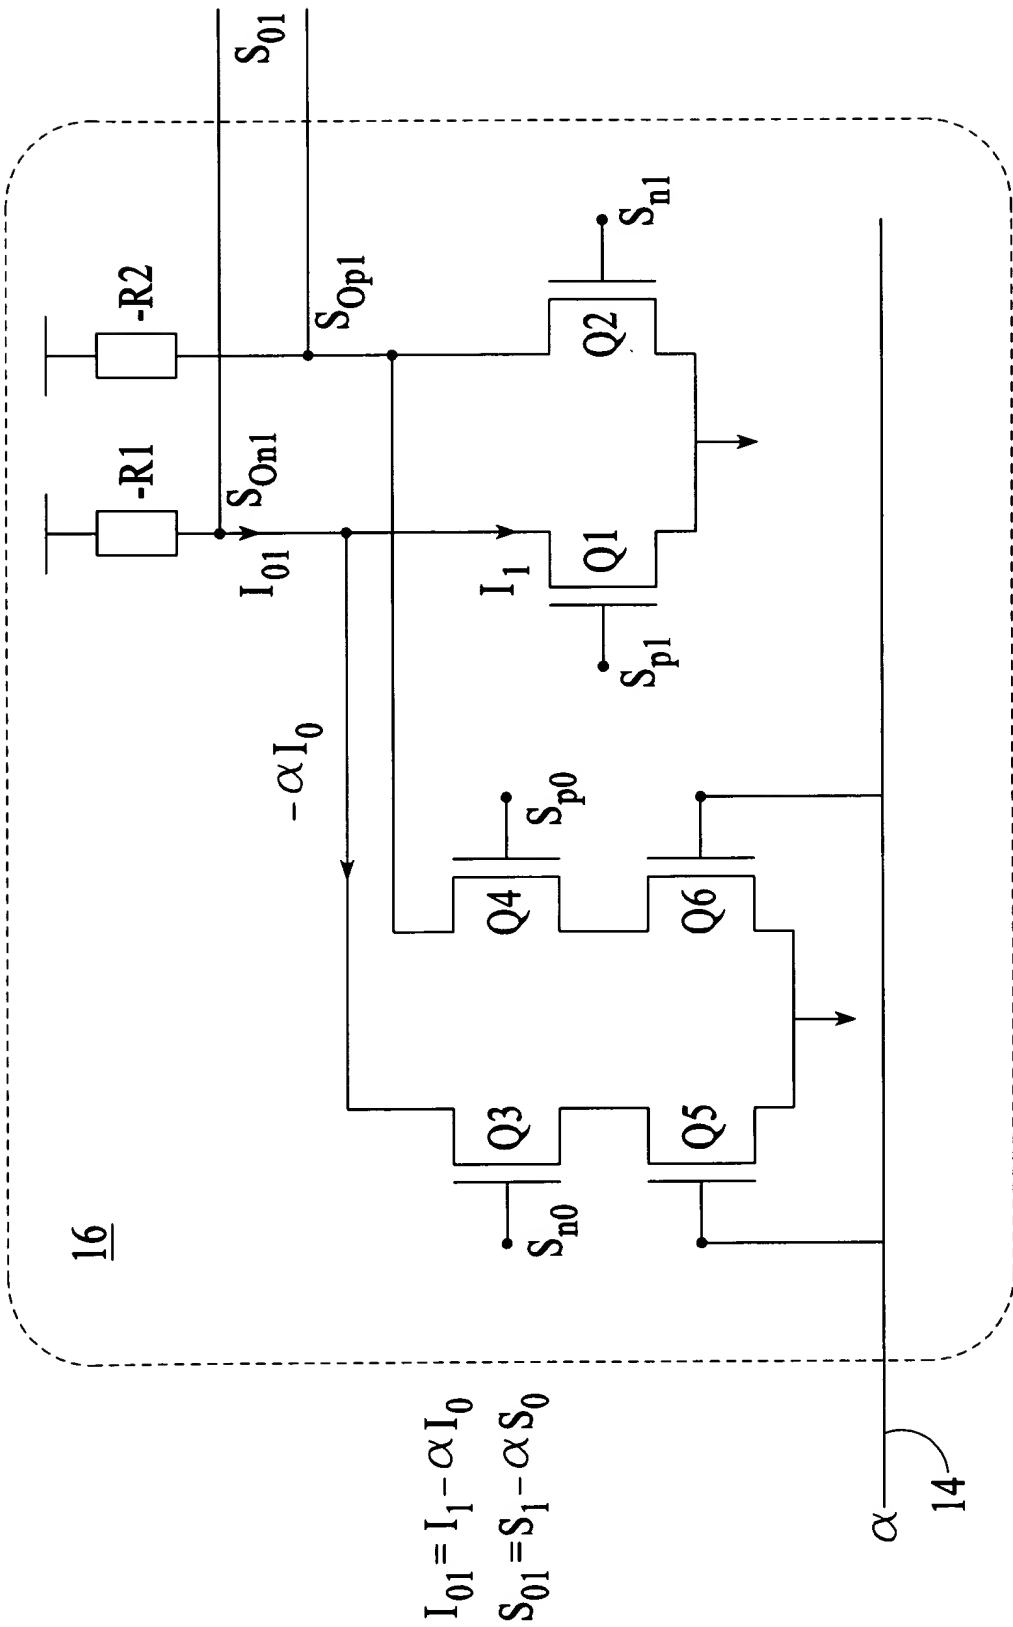 16
-R1
-R2
S01
SOn1
SOp1
I01
-αI0
I1
Sn0
Q3
Q4
Sp0
Sp1
Q1
Q2
Sn1
Q5
Q6
I01=I1-αI0
S01=S1-αS0
α
14